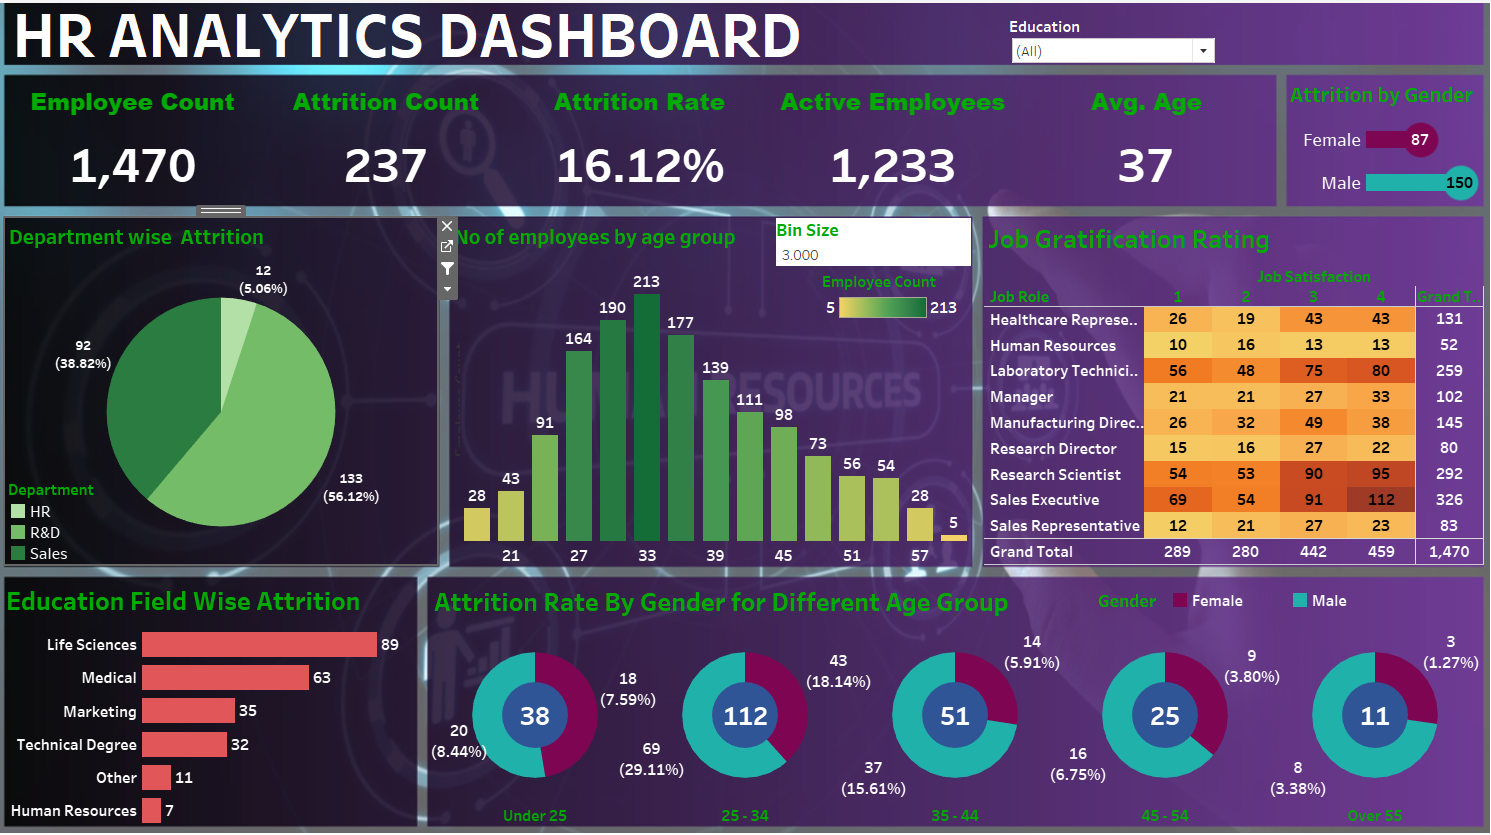 HR ANALYTICS DASHBOARD
Education
(All)
Employee Count
Attrition Count
Attrition Rate
Active Employees
Avg. Age
1,470
237
16.12%
1,233
37
Attrition by Gender
Female 87
Male 150
Department wise Attrition
12
(5.06%)
92
(38.82%)
133
(56.12%)
Department
HR
R&D
Sales
No of employees by age group
Bin Size
3.000
Employee Count
5 213
28
43
91
164
190
213
177
139
111
98
73
56
54
28
5
21 27 33 39 45 51 57
HUMAN RESOURCES
Job Gratification Rating
Job Satisfaction
Job Role 1 2 3 4 Grand T..
Healthcare Represe.. 26 19 43 43 131
Human Resources 10 16 13 13 52
Laboratory Technici.. 56 48 75 80 259
Manager 21 21 27 33 102
Manufacturing Direc.. 26 32 49 38 145
Research Director 15 16 27 22 80
Research Scientist 54 53 90 95 292
Sales Executive 69 54 91 112 326
Sales Representative 12 21 27 23 83
Grand Total 289 280 442 459 1,470
Education Field Wise Attrition
Life Sciences 89
Medical 63
Marketing 35
Technical Degree 32
Other 11
Human Resources 7
Attrition Rate By Gender for Different Age Group
Gender Female Male
18
(7.59%)
38
20
(8.44%)
Under 25
43
(18.14%)
112
69
(29.11%)
25 - 34
14
(5.91%)
51
37
(15.61%)
35 - 44
9
(3.80%)
25
16
(6.75%)
45 - 54
3
(1.27%)
11
8
(3.38%)
Over 55